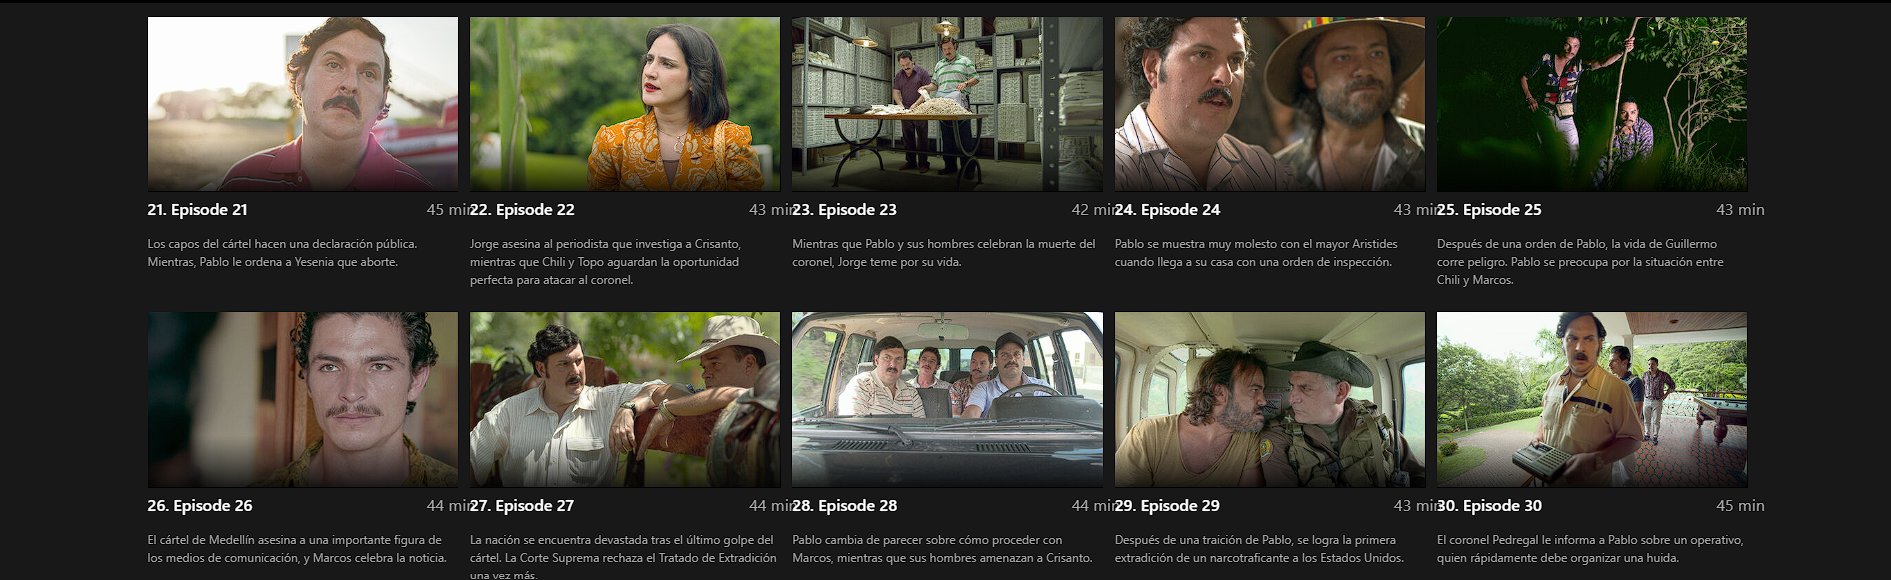 21. Episode 21
45 min
Los capos del cártel hacen una declaración pública.
Mientras, Pablo le ordena a Yesenia que aborte.
22. Episode 22
43 min
Jorge asesina al periodista que investiga a Crisanto,
mientras que Chili y Topo aguardan la oportunidad
perfecta para atacar al coronel.
23. Episode 23
42 min
Mientras que Pablo y sus hombres celebran la muerte del
coronel, Jorge teme por su vida.
24. Episode 24
43 min
Pablo se muestra muy molesto con el mayor Aristides
cuando llega a su casa con una orden de inspección.
25. Episode 25
43 min
Después de una orden de Pablo, la vida de Guillermo
corre peligro. Pablo se preocupa por la situación entre
Chili y Marcos.
26. Episode 26
44 min
El cártel de Medellín asesina a una importante figura de
los medios de comunicación, y Marcos celebra la noticia.
27. Episode 27
44 min
La nación se encuentra devastada tras el último golpe del
cártel. La Corte Suprema rechaza el Tratado de Extradición
una vez más.
28. Episode 28
44 min
Pablo cambia de parecer sobre cómo proceder con
Marcos, mientras que sus hombres amenazan a Crisanto.
29. Episode 29
43 min
Después de una traición de Pablo, se logra la primera
extradición de un narcotraficante a los Estados Unidos.
30. Episode 30
45 min
El coronel Pedregal le informa a Pablo sobre un operativo,
quien rápidamente debe organizar una huida.